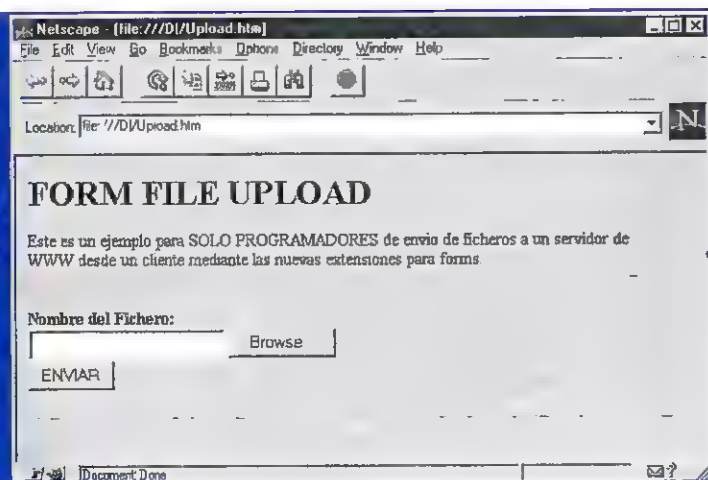 Netscape - [file:///D|/Upload.htm]
File Edit View Go Bookmarks Options Directory Window Help
Location: file:///D|/Upload.htm
N
FORM FILE UPLOAD
Este es un ejemplo para SOLO PROGRAMADORES de envio de ficheros a un servidor de
WWW desde un cliente mediante las nuevas extensiones para forms.
Nombre del Fichero:
Browse
ENVIAR
Document: Done